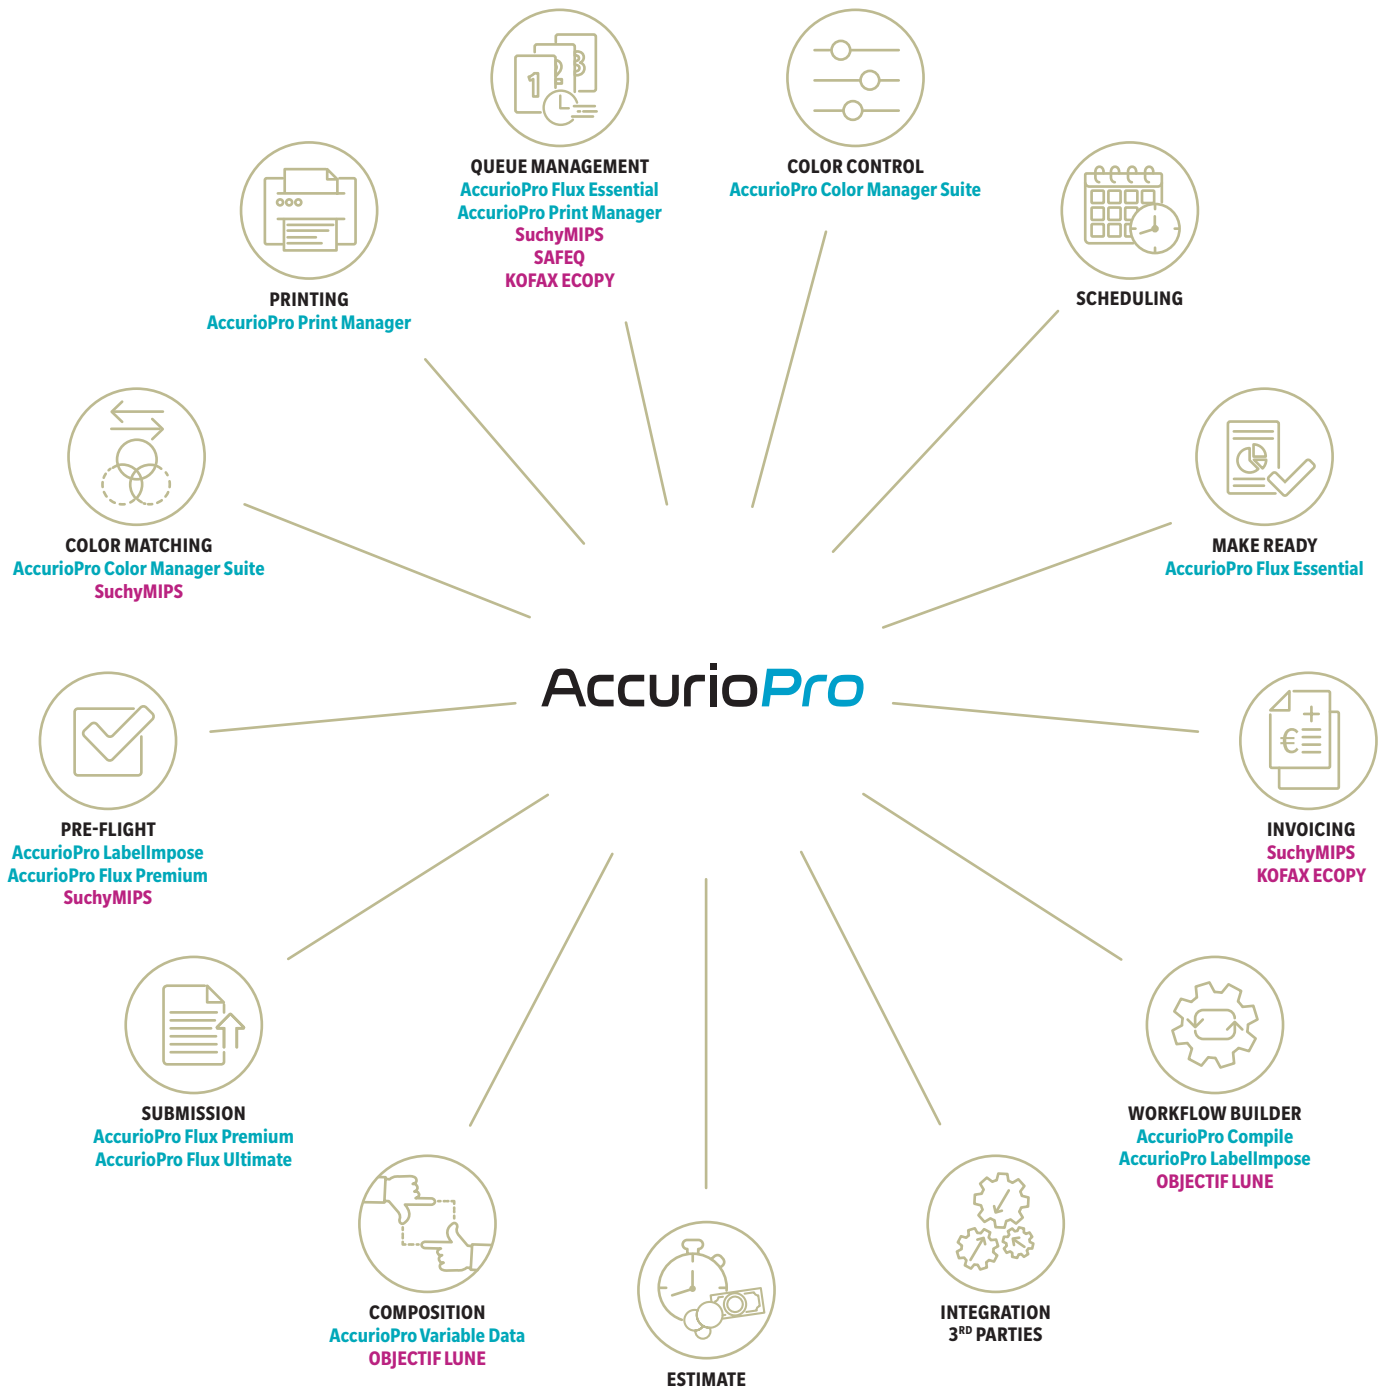 1
2
3
QUEUE MANAGEMENT
AccurioPro Flux Essential
AccurioPro Print Manager
SuchyMIPS
SAFEQ
KOFAX ECOPY
COLOR CONTROL
AccurioPro Color Manager Suite
PRINTING
AccurioPro Print Manager
SCHEDULING
COLOR MATCHING
AccurioPro Color Manager Suite
SuchyMIPS
MAKE READY
AccurioPro Flux Essential
AccurioPro
PRE-FLIGHT
AccurioPro LabelImpose
AccurioPro Flux Premium
SuchyMIPS
€
INVOICING
SuchyMIPS
KOFAX ECOPY
SUBMISSION
AccurioPro Flux Premium
AccurioPro Flux Ultimate
WORKFLOW BUILDER
AccurioPro Compile
AccurioPro LabelImpose
OBJECTIF LUNE
COMPOSITION
AccurioPro Variable Data
OBJECTIF LUNE
ESTIMATE
INTEGRATION
3RD PARTIES